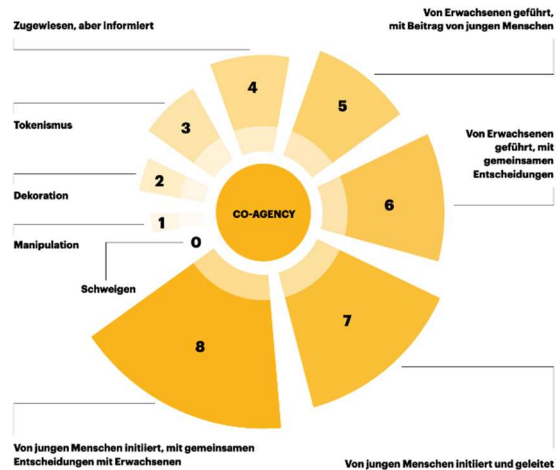 Zugewiesen, aber informiert
Von Erwachsenen geführt,
mit Beitrag von jungen Menschen
4
5
3
Tokenismus
Von Erwachsenen
geführt, mit
gemeinsamen
Entscheidungen
2
Dekoration
6
CO-AGENCY
1
Manipulation
0
Schweigen
7
8
Von jungen Menschen initiiert, mit gemeinsamen
Entscheidungen mit Erwachsenen
Von jungen Menschen initiiert und geleitet